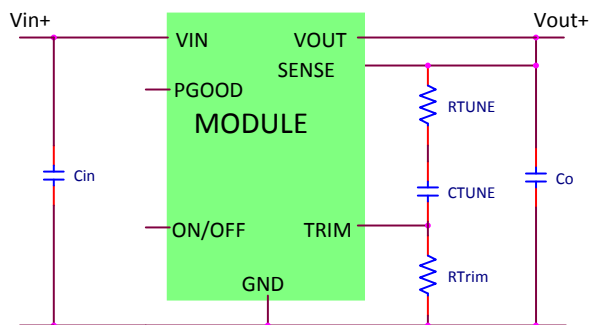 Vin+ Vout+
VIN VOUT
SENSE
PGOOD
RTUNE
MODULE
Cin CTUNE Co
ON/OFF TRIM
RTrim
GND